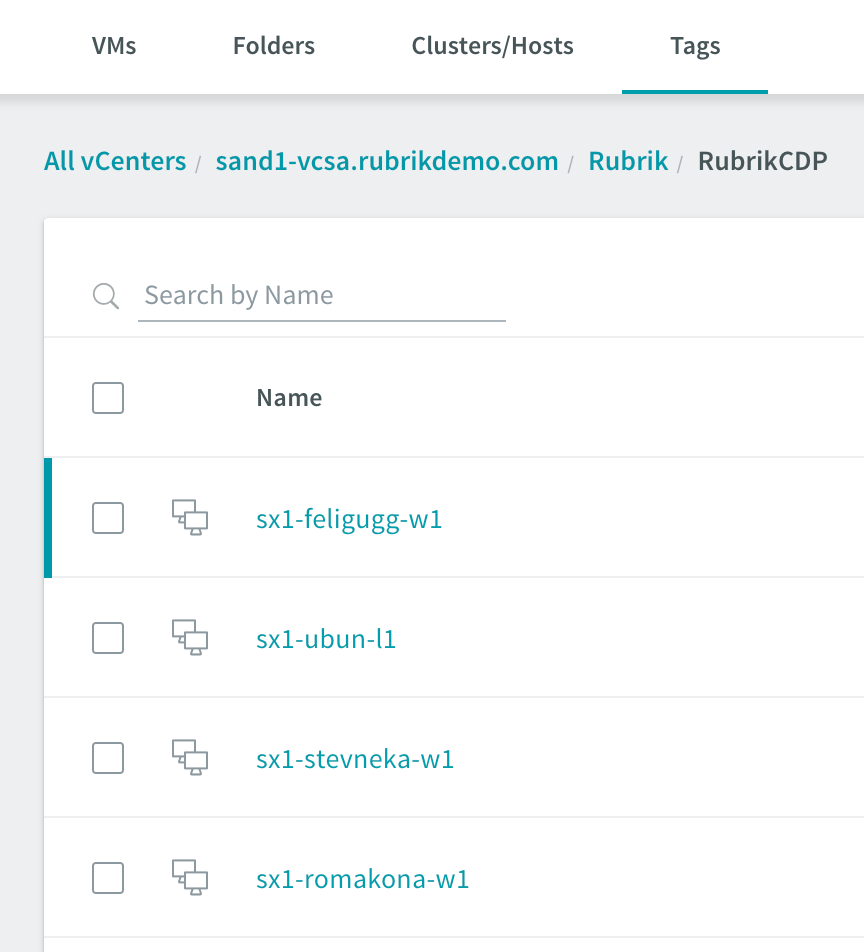 VMs Folders Clusters/Hosts Tags
All vCenters / sand1-vcsa.rubrikdemo.com / Rubrik / RubrikCDP
Search by Name
Name
sx1-feligugg-w1
sx1-ubun-l1
sx1-stevneka-w1
sx1-romakona-w1